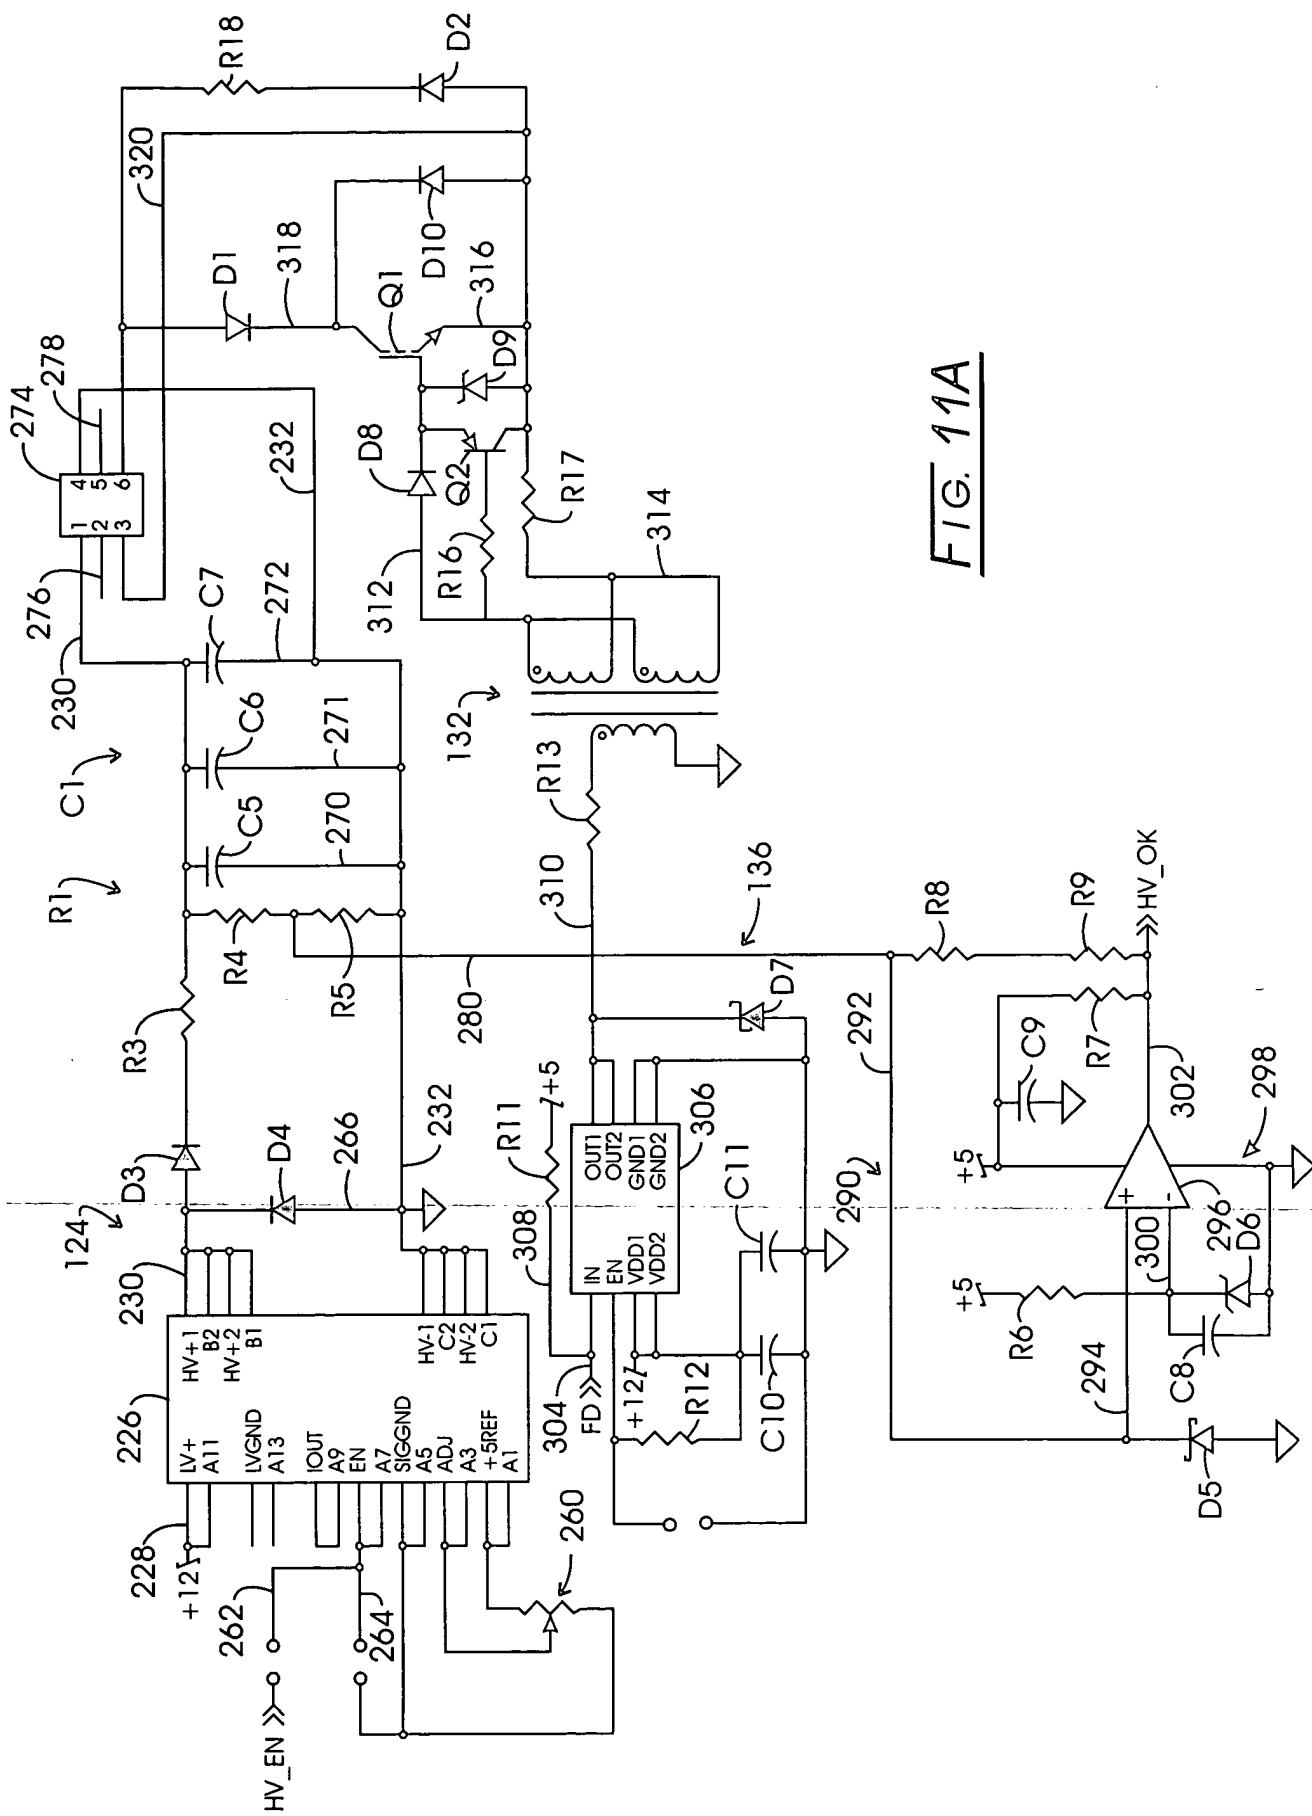 R18
D2
320
D10
D1
318
Q1
316
D9
274
278
4
5
6
1
2
3
232
D8
Q2
R17
276
230
C7
272
312
R16
314
C1
C6
271
132
R1
C5
270
R13
310
136
R8
R9
HV_OK
R4
R5
280
D7
R3
292
C9
R7
302
298
124
D3
D4
266
232
R11
+5
306
OUT1
OUT2
GND1
GND2
IN
EN
VDD1
VDD2
308
C11
290
+5
+
-
296
D6
300
+5
R6
C8
294
D5
230
226
HV+1
B2
HV+2
B1
HV-1
C2
HV-2
C1
LV+
A11
LVGND
A13
IOUT
A9
EN
A7
SIGGND
A5
ADJ
A3
+5REF
A1
304
FD
+12
R12
C10
228
+12
262
264
260
HV_EN
FIG. 11A